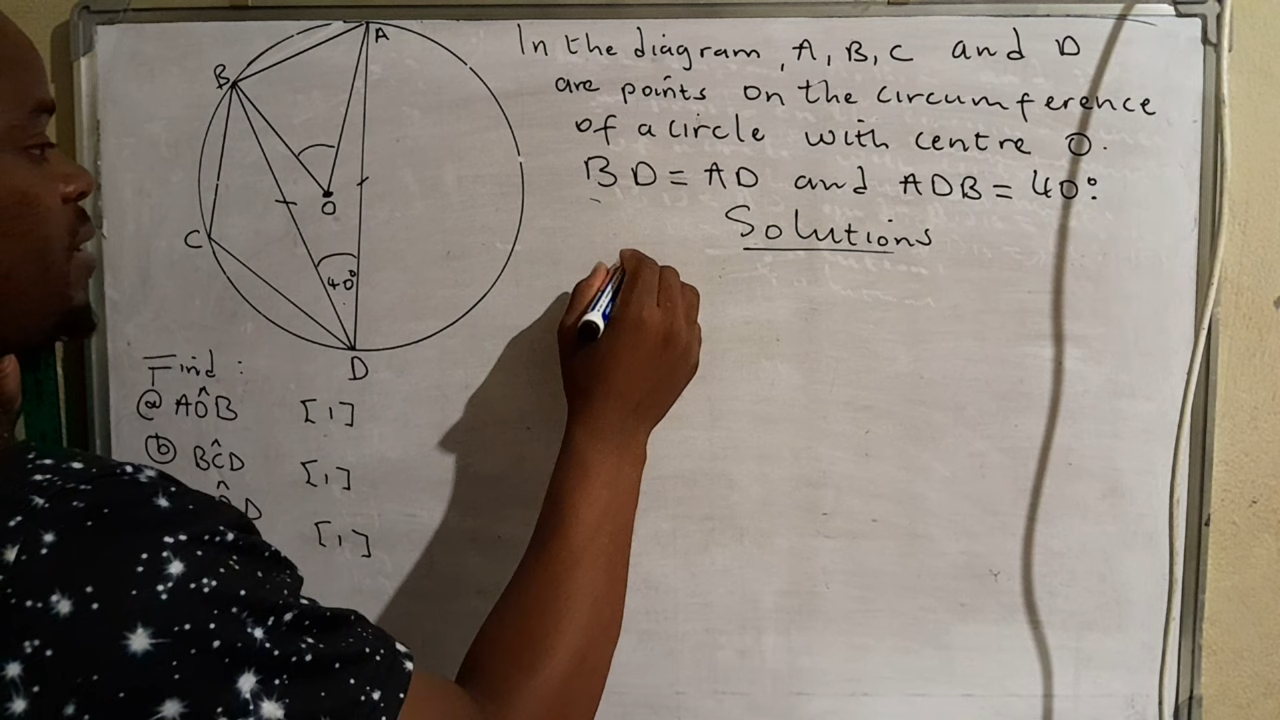 A
B
O
C
40°
D
In the diagram, A, B, C and D
are points on the circumference
of a circle with centre O.
BD = AD and ADB = 40°
Solutions
Find :
(a) AÔB [1]
(b) BĈD [1]
D [1]